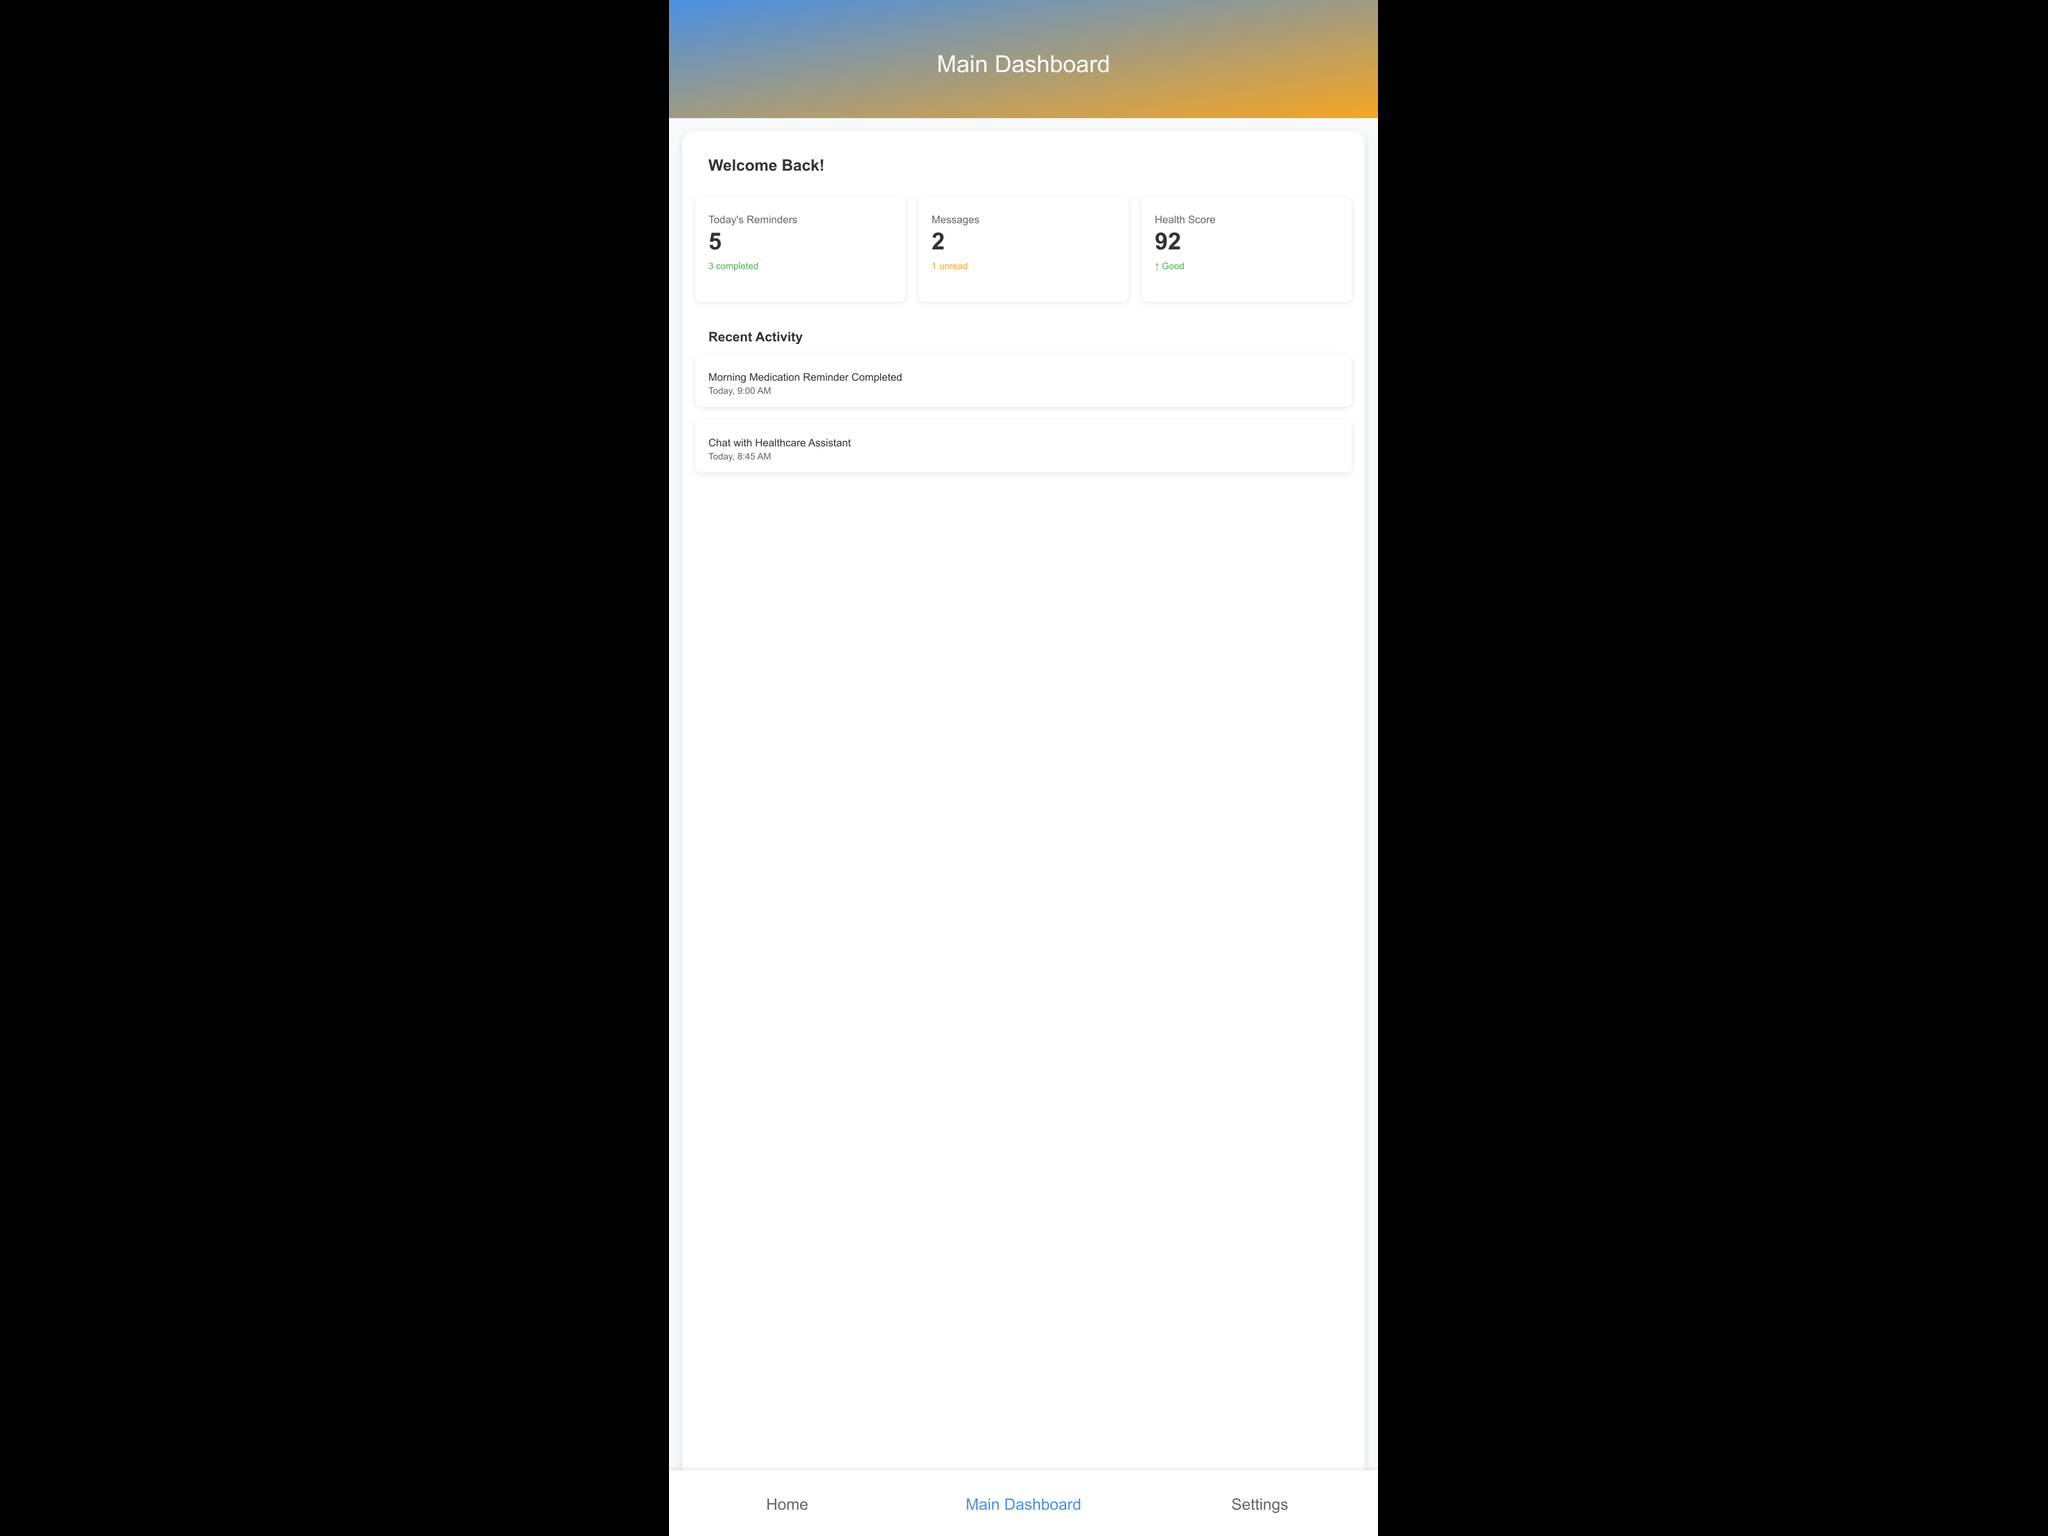 Main Dashboard
Welcome Back!
Today's Reminders
5
3 completed
Messages
2
1 unread
Health Score
92
↑ Good
Recent Activity
Morning Medication Reminder Completed
Today, 9:00 AM
Chat with Healthcare Assistant
Today, 8:45 AM
Home
Main Dashboard
Settings